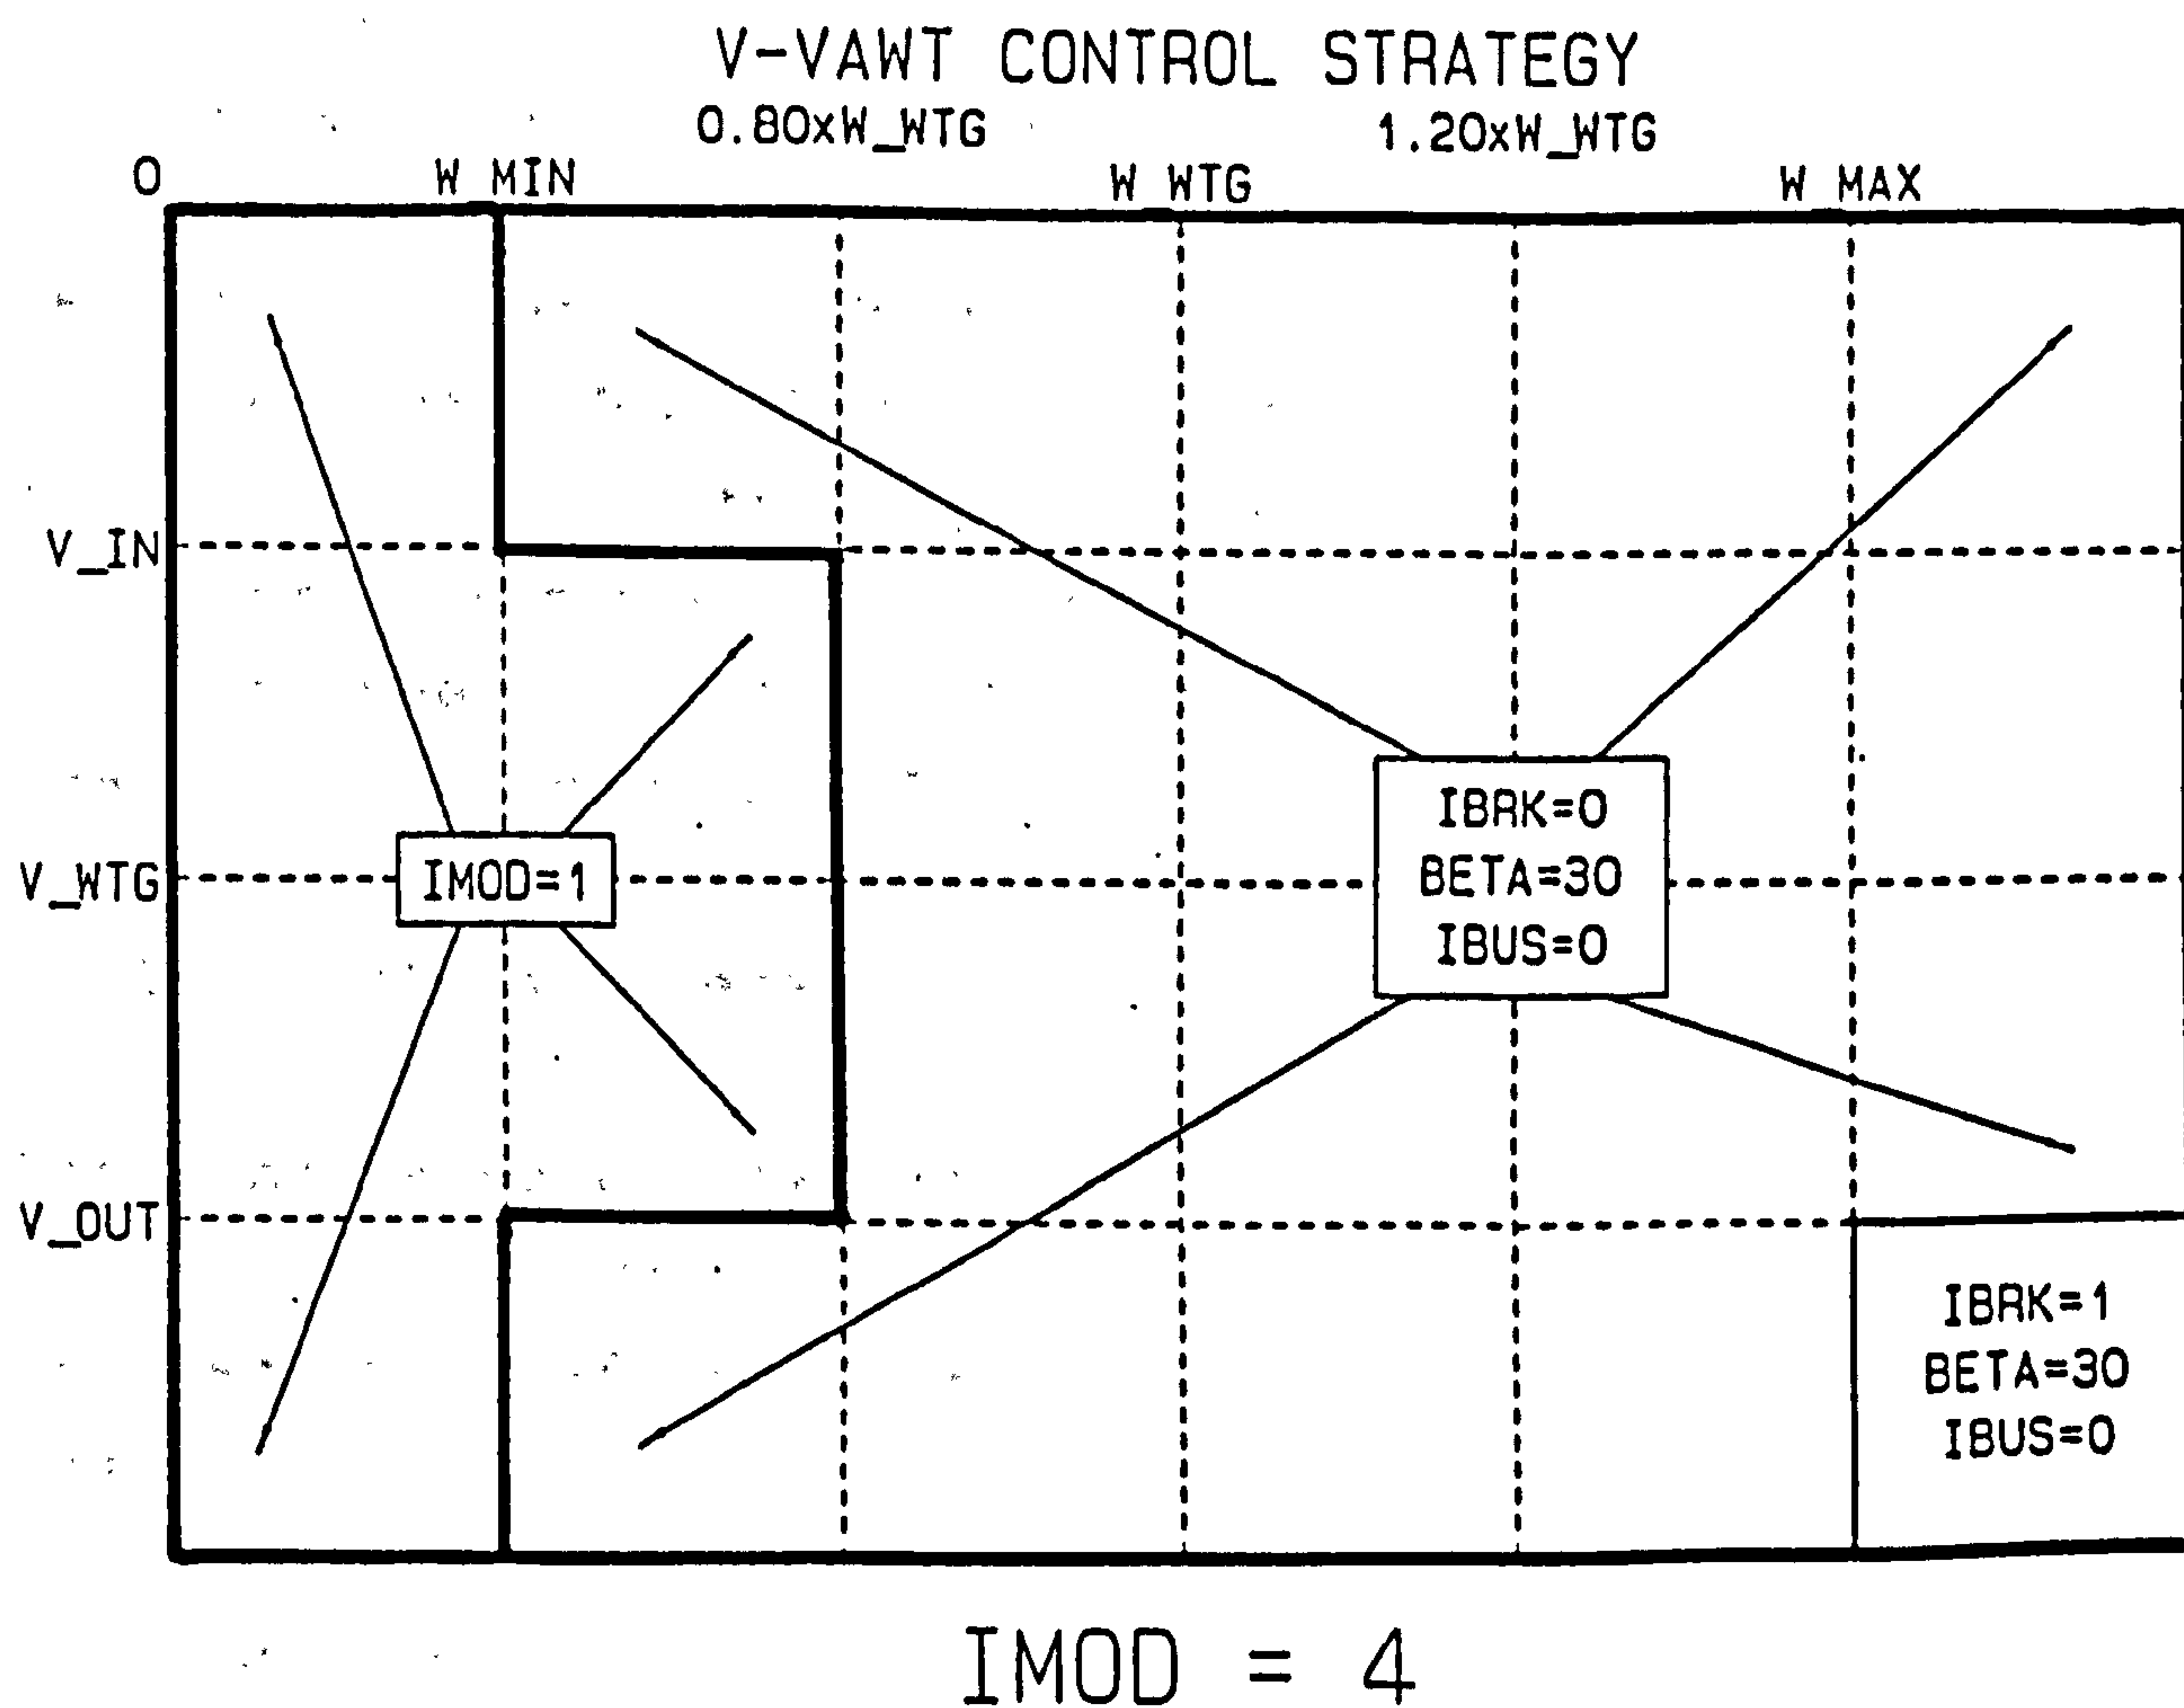 V-VAWT CONTROL STRATEGY
0.80xW_WTG 1.20xW_WTG
0 W MIN W WTG W MAX
V_IN
V_WTG
V_OUT
IMOD=1
IBRK=0
BETA=30
IBUS=0
IBRK=1
BETA=30
IBUS=0
IMOD = 4